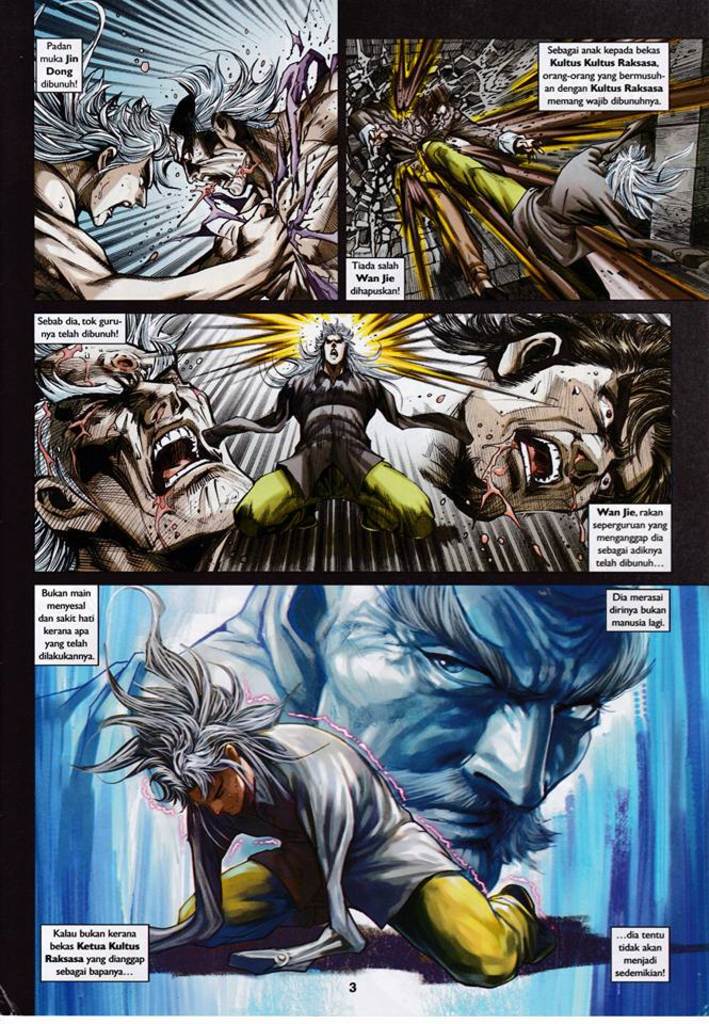 Padan
muka Jin
Dong
dibunuh!
Sebagai anak kepada bekas
Kultus Kultus Raksasa,
orang-orang yang bermusuh-
an dengan Kultus Raksasa
memang wajib dibunuhnya.
Tiada salah
Wan Jie
dihapuskan!
Sebab dia, tok guru-
nya telah dibunuh!
Wan Jie, rakan
seperguruan yang
menganggap dia
sebagai adiknya
telah dibunuh...
Bukan main
menyesal
dan sakit hati
kerana apa
yang telah
dilakukannya.
Dia merasai
dirinya bukan
manusia lagi.
Kalau bukan kerana
bekas Ketua Kultus
Raksasa yang dianggap
sebagai bapanya...
...dia tentu
tidak akan
menjadi
sedemikian!
3